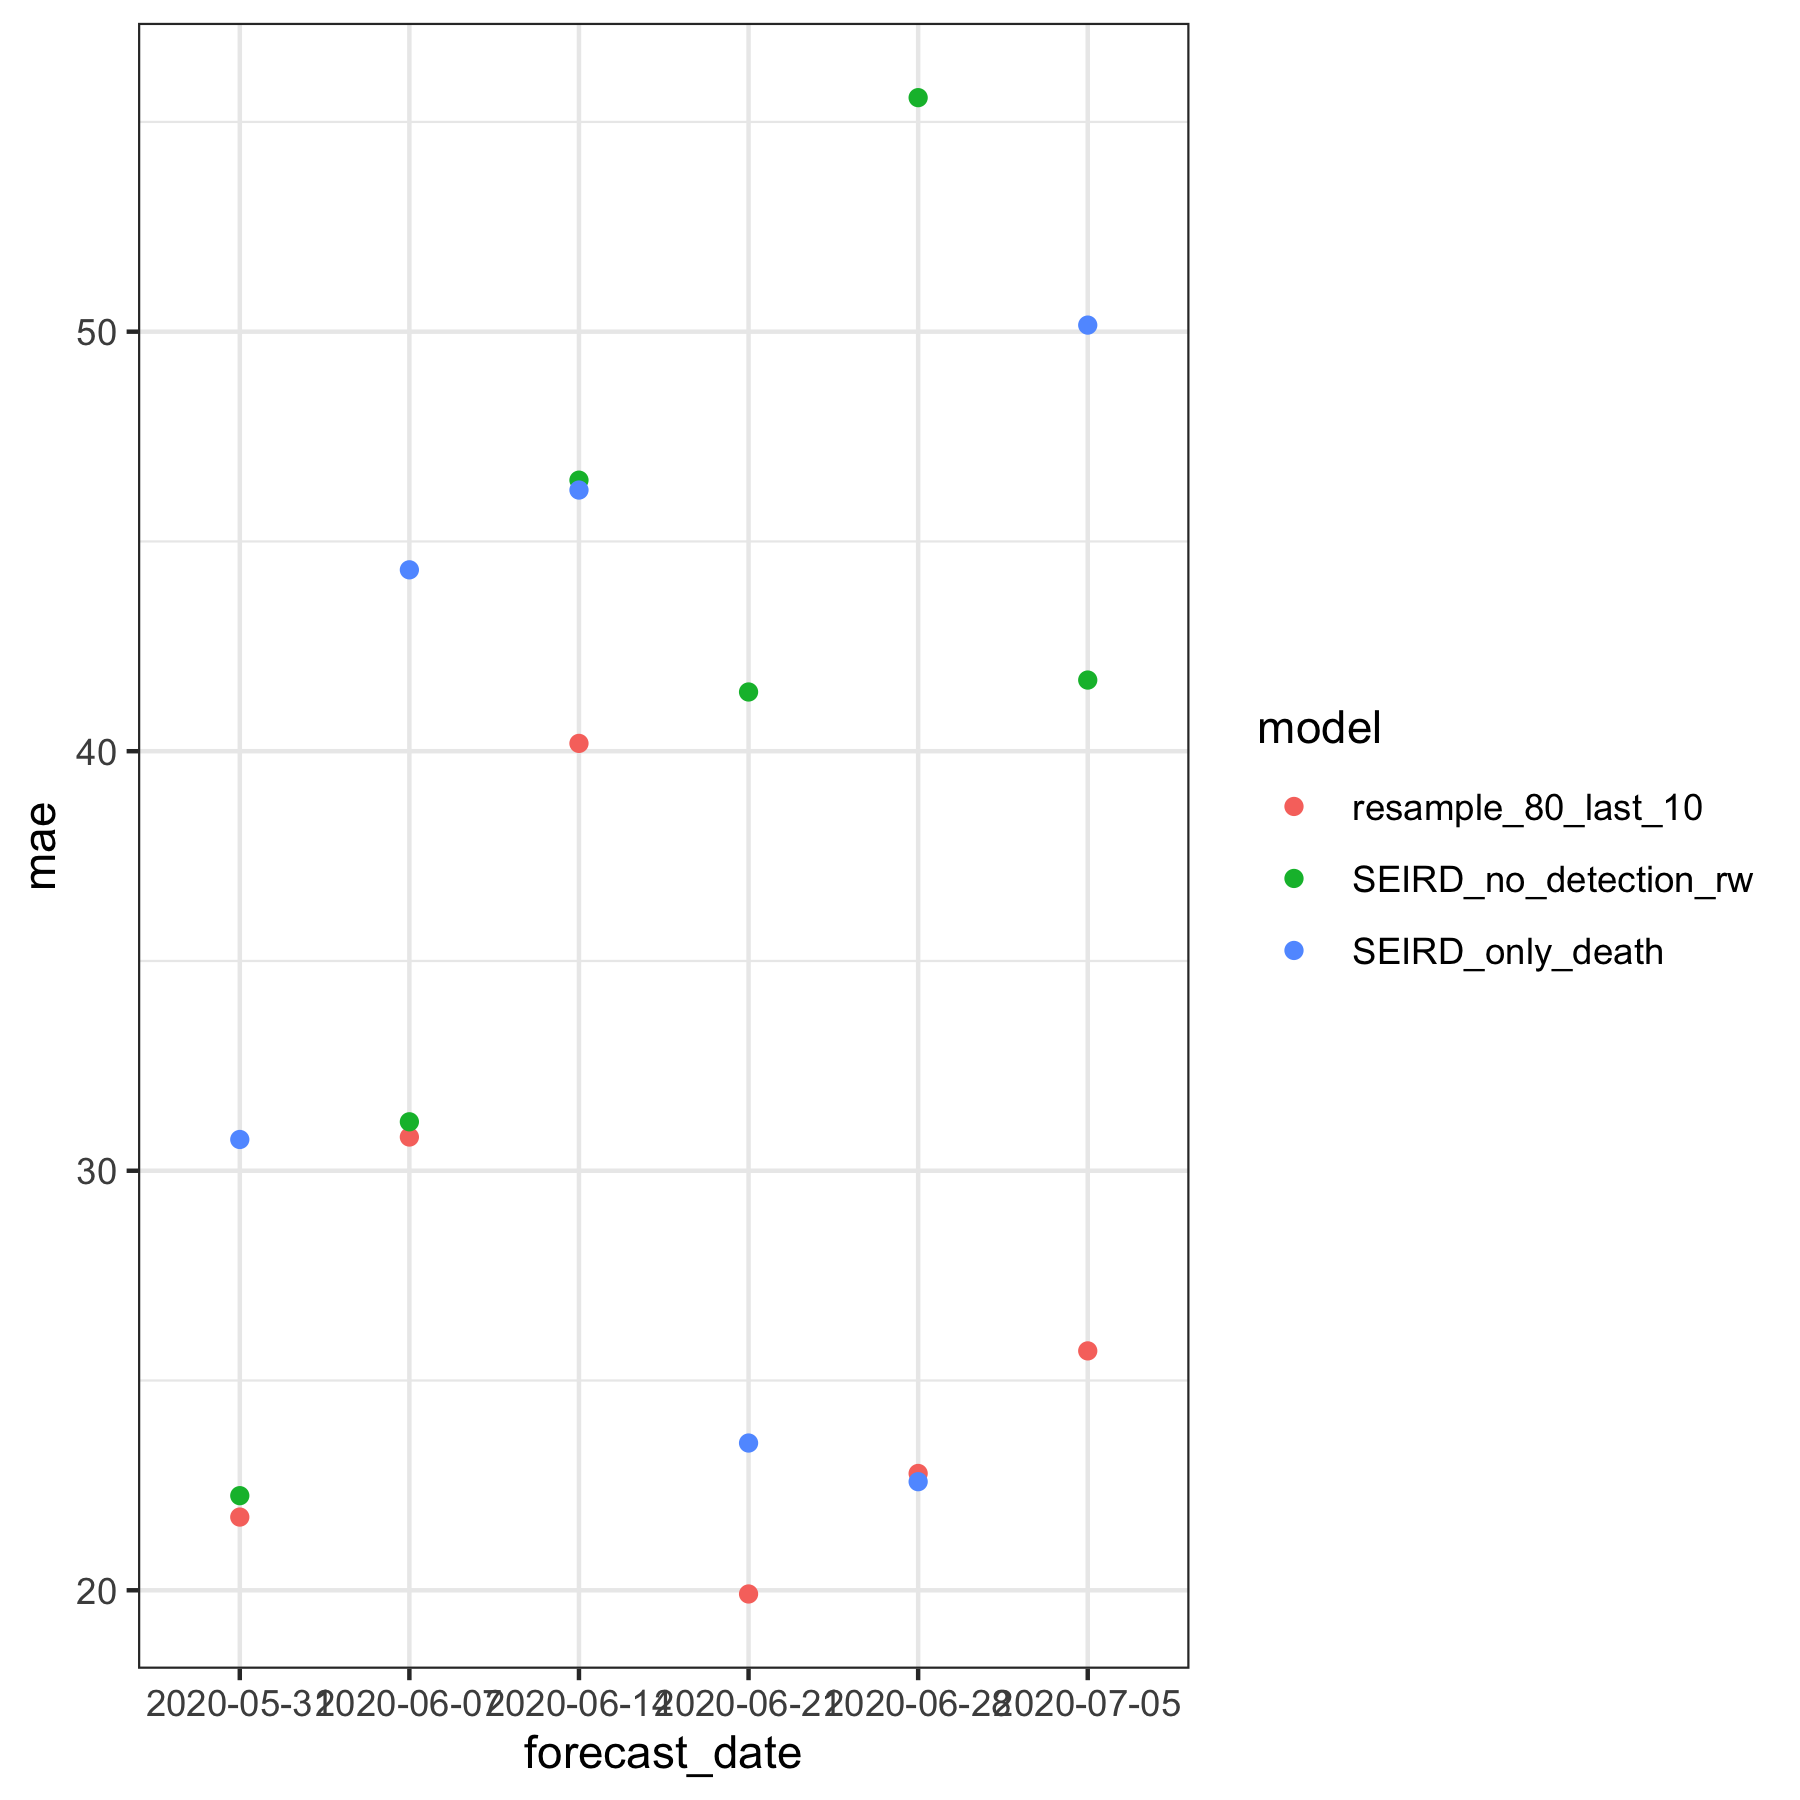 50
40
30
20
mae
2020-05-31 2020-06-07 2020-06-14 2020-06-21 2020-06-28 2020-07-05
forecast_date
model
resample_80_last_10
SEIRD_no_detection_rw
SEIRD_only_death